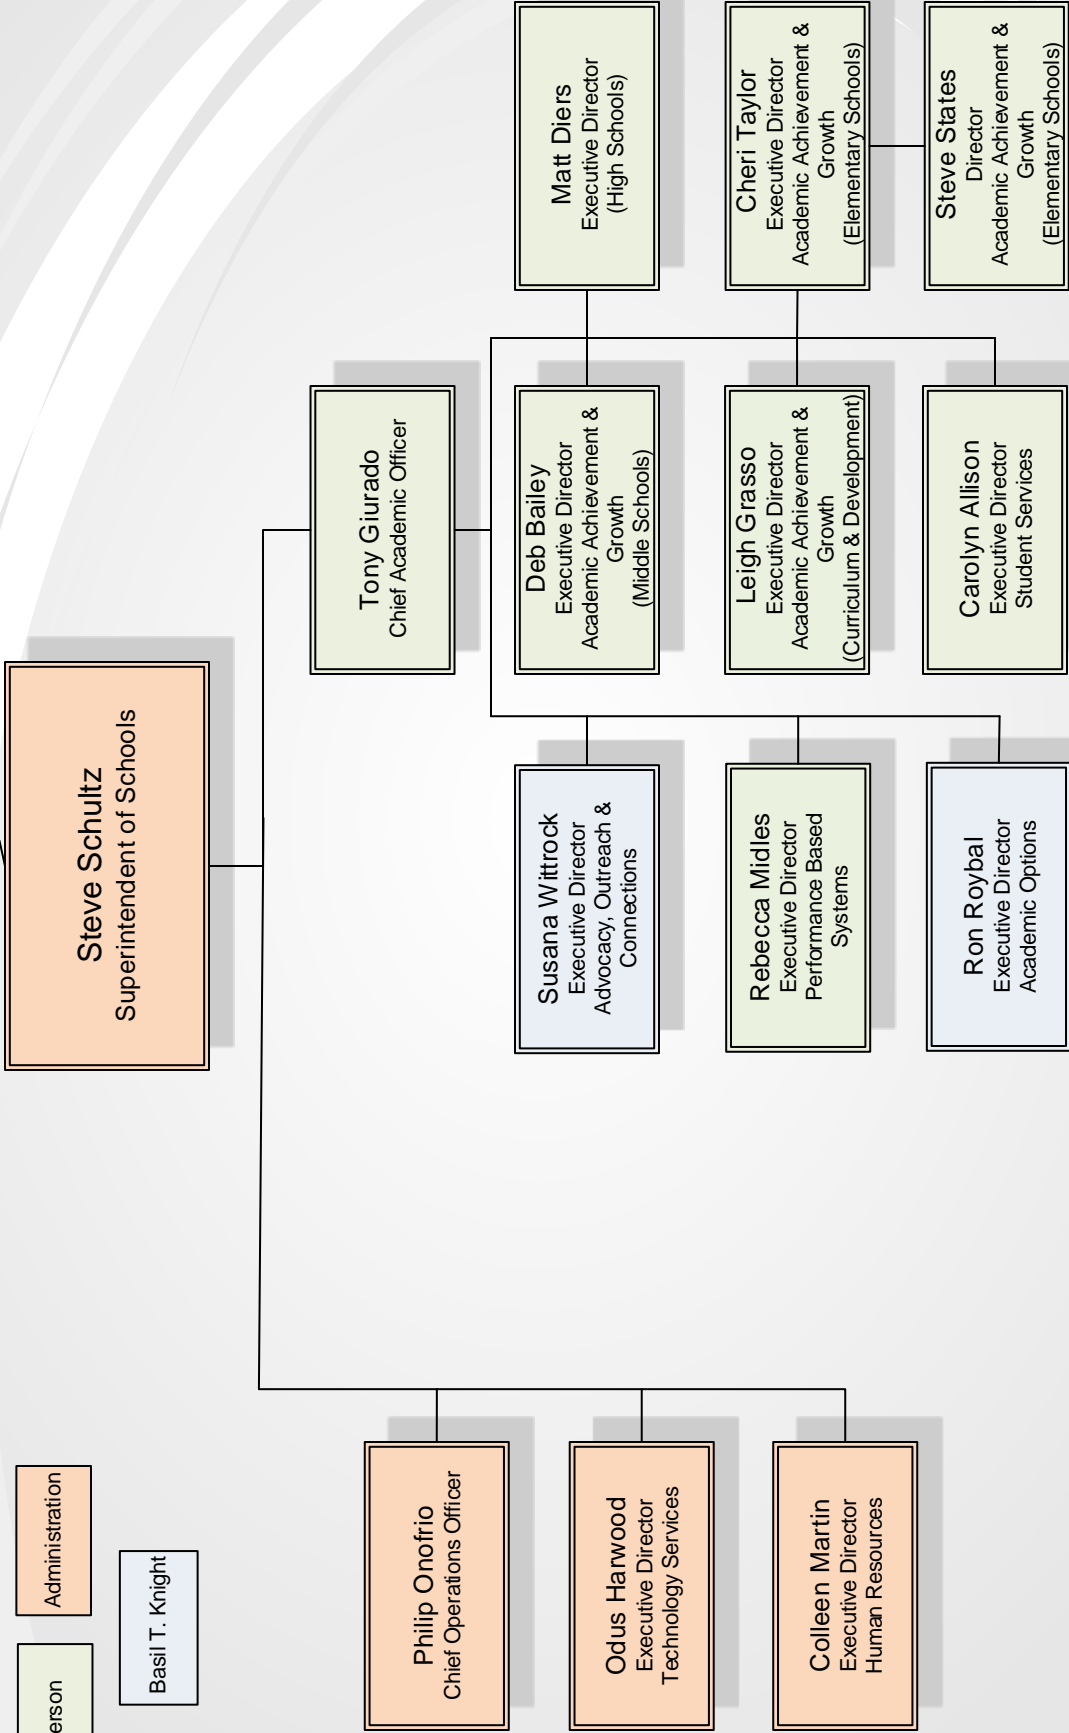 erson
Administration
Basil T. Knight
Steve Schultz
Superintendent of Schools
Philip Onofrio
Chief Operations Officer
Odus Harwood
Executive Director
Technology Services
Colleen Martin
Executive Director
Human Resources
Tony Giurado
Chief Academic Officer
Susana Wittrock
Executive Director
Advocacy, Outreach &
Connections
Rebecca Midles
Executive Director
Performance Based
Systems
Ron Roybal
Executive Director
Academic Options
Deb Bailey
Executive Director
Academic Achievement &
Growth
(Middle Schools)
Leigh Grasso
Executive Director
Academic Achievement &
Growth
(Curriculum & Development)
Carolyn Allison
Executive Director
Student Services
Matt Diers
Executive Director
(High Schools)
Cheri Taylor
Executive Director
Academic Achievement &
Growth
(Elementary Schools)
Steve States
Director
Academic Achievement &
Growth
(Elementary Schools)